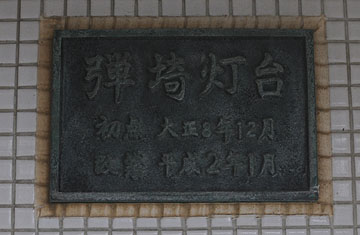 弾埼灯台
初点 大正8年12月
改築 平成2年1月